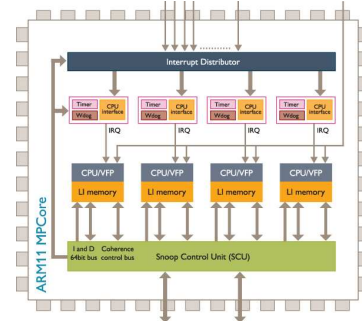 Interrupt Distributor
Timer
Wdog
CPU
interface
Timer
Wdog
CPU
interface
Timer
Wdog
CPU
interface
Timer
Wdog
CPU
interface
IRQ
IRQ
IRQ
IRQ
CPU/VFP
CPU/VFP
CPU/VFP
CPU/VFP
L1 memory
L1 memory
L1 memory
L1 memory
I and D
64bit bus
Coherence
control bus
Snoop Control Unit (SCU)
ARM11 MPCore